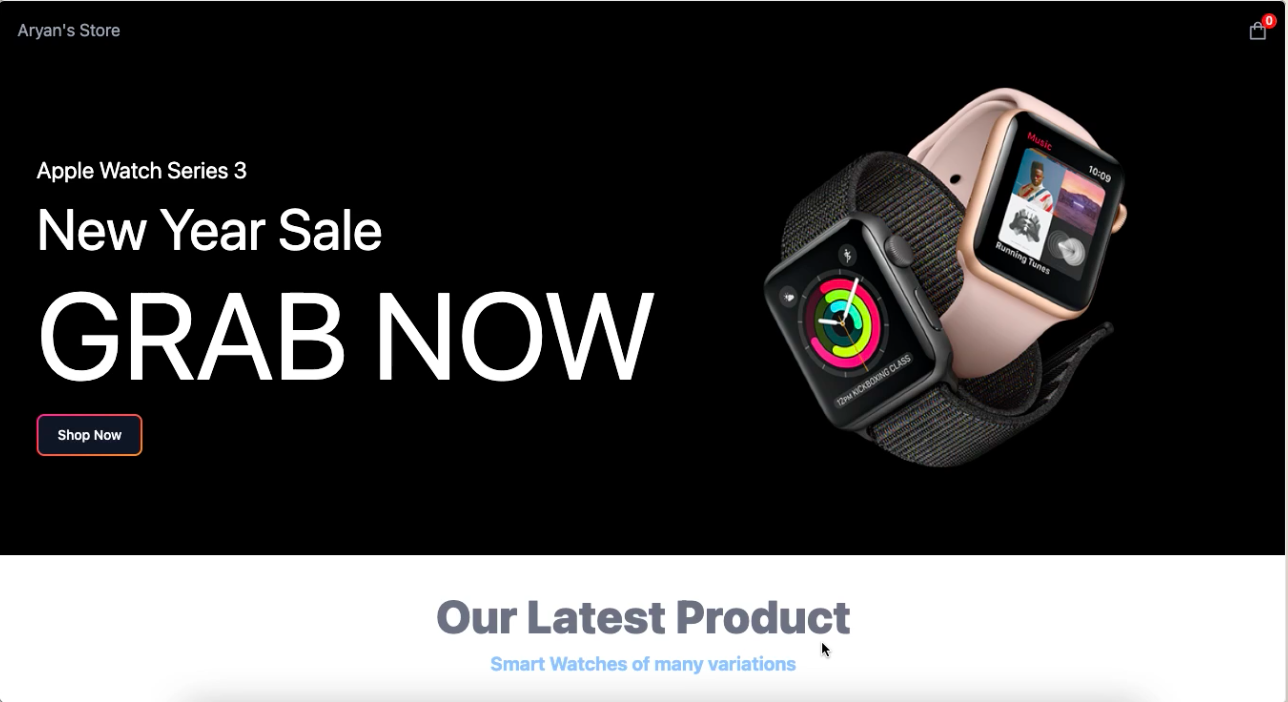 Aryan's Store
0
Apple Watch Series 3
New Year Sale
GRAB NOW
Shop Now
Music
10:09
Running Tunes
12PM KICKBOXING CLASS
Our Latest Product
Smart Watches of many variations